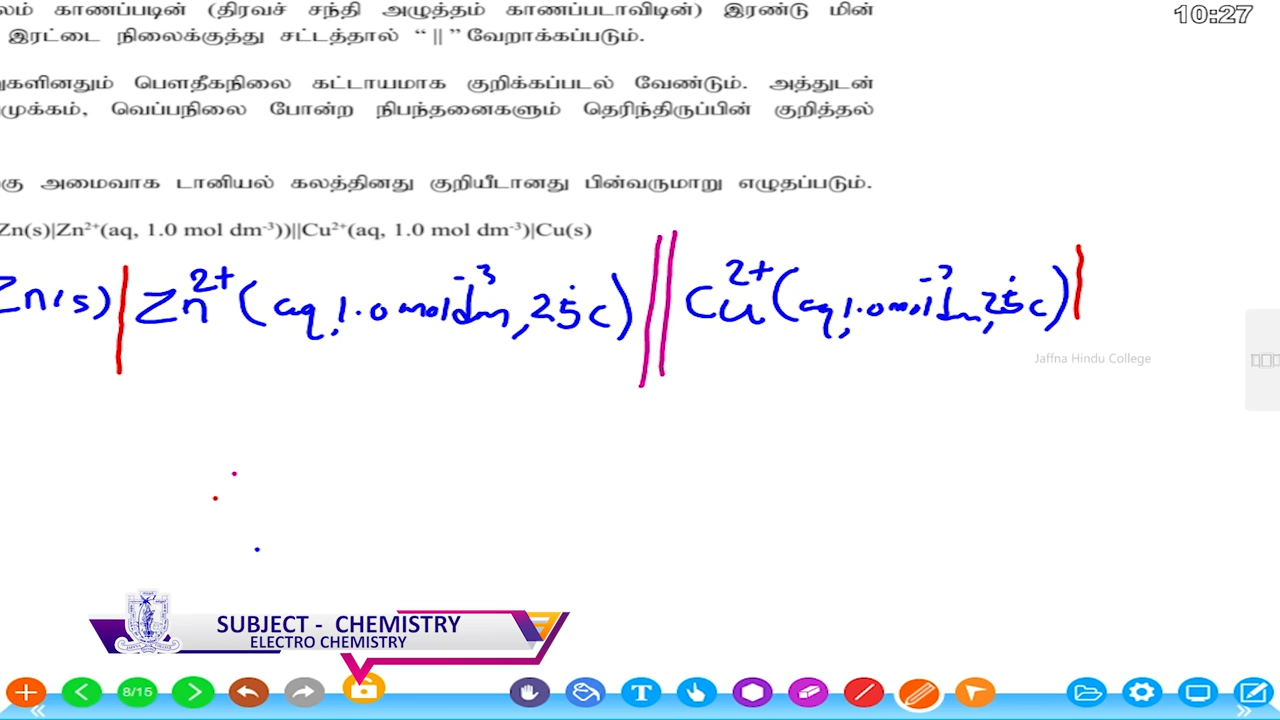 லம் காணப்படின் (திரவச் சந்தி அழுத்தம் காணப்படாவிடின்) இரண்டு மின்
10:27
இரட்டை நிலைக்குத்து சட்டத்தால் “ || ” வேறாக்கப்படும்.
றுகளினதும் பௌதீகநிலை கட்டாயமாக குறிக்கப்படல் வேண்டும். அத்துடன்
முக்கம், வெப்பநிலை போன்ற நிபந்தனைகளும் தெரிந்திருப்பின் குறித்தல்
கு அமைவாக டானியல் கலத்தினது குறியீடானது பின்வருமாறு எழுதப்படும்.
Zn(s)|Zn²⁺(aq, 1.0 mol dm⁻³))||Cu²⁺(aq, 1.0 mol dm⁻³)|Cu(s)
Zn(s) | Zn²⁺ (aq, 1.0 mol dm⁻³, 25°c) || Cu²⁺ (aq, 1.0 mol dm⁻³, 25°c) |
Jaffna Hindu College
SUBJECT - CHEMISTRY
ELECTRO CHEMISTRY
8/15